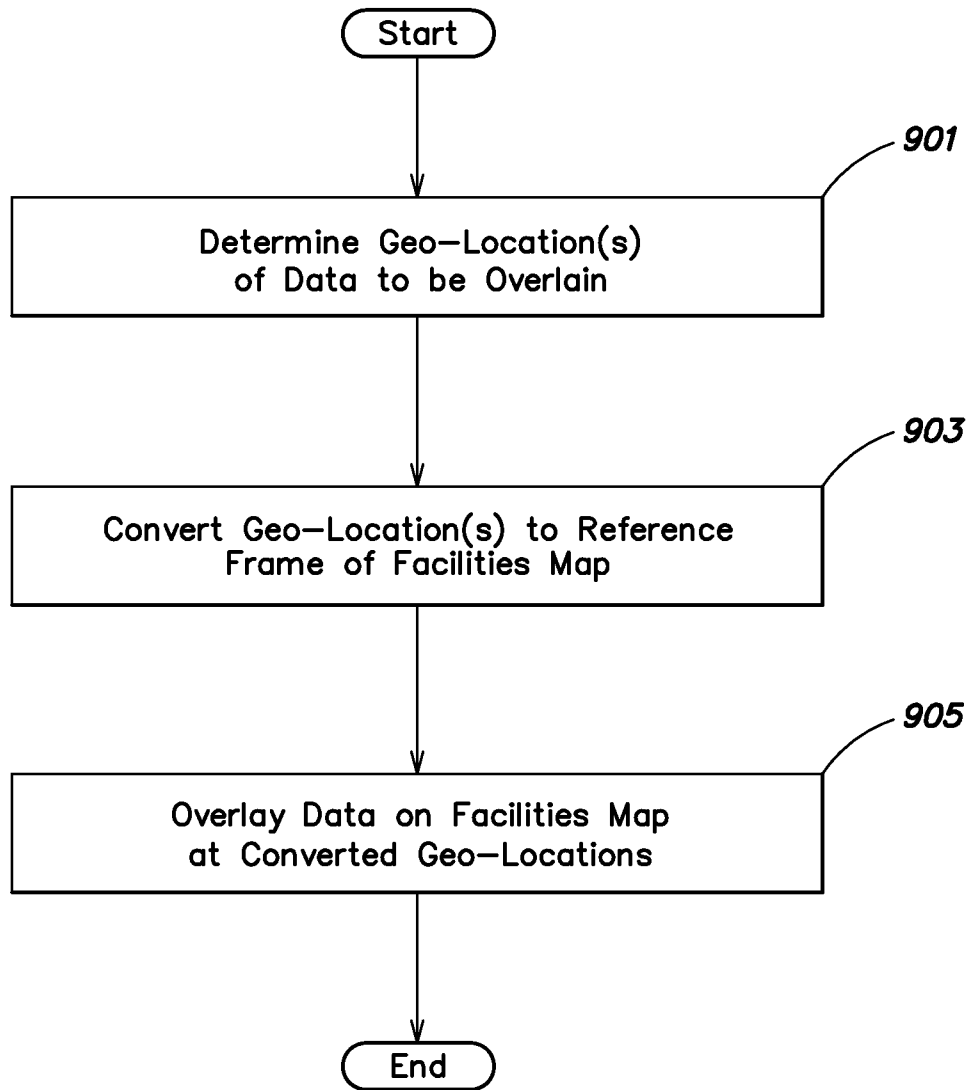 Start
901
Determine Geo-Location(s)
of Data to be Overlain
903
Convert Geo-Location(s) to Reference
Frame of Facilities Map
905
Overlay Data on Facilities Map
at Converted Geo-Locations
End